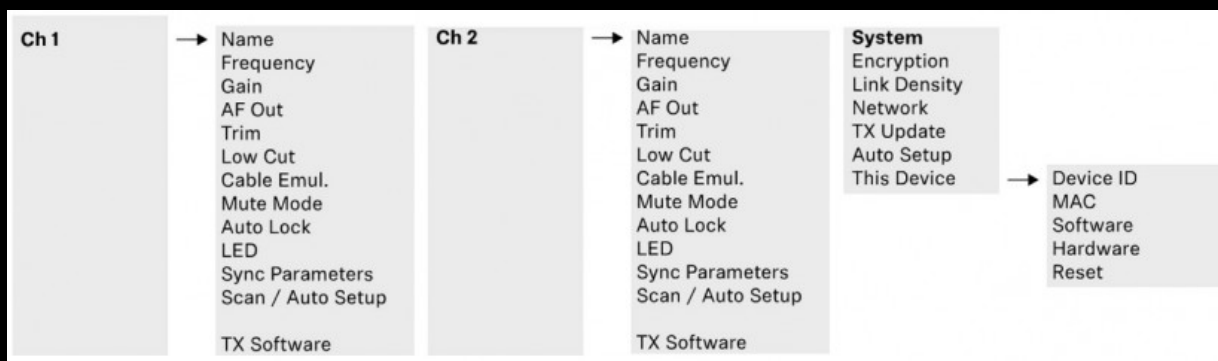 Ch 1
Name
Frequency
Gain
AF Out
Trim
Low Cut
Cable Emul.
Mute Mode
Auto Lock
LED
Sync Parameters
Scan / Auto Setup
TX Software
Ch 2
Name
Frequency
Gain
AF Out
Trim
Low Cut
Cable Emul.
Mute Mode
Auto Lock
LED
Sync Parameters
Scan / Auto Setup
TX Software
System
Encryption
Link Density
Network
TX Update
Auto Setup
This Device
Device ID
MAC
Software
Hardware
Reset